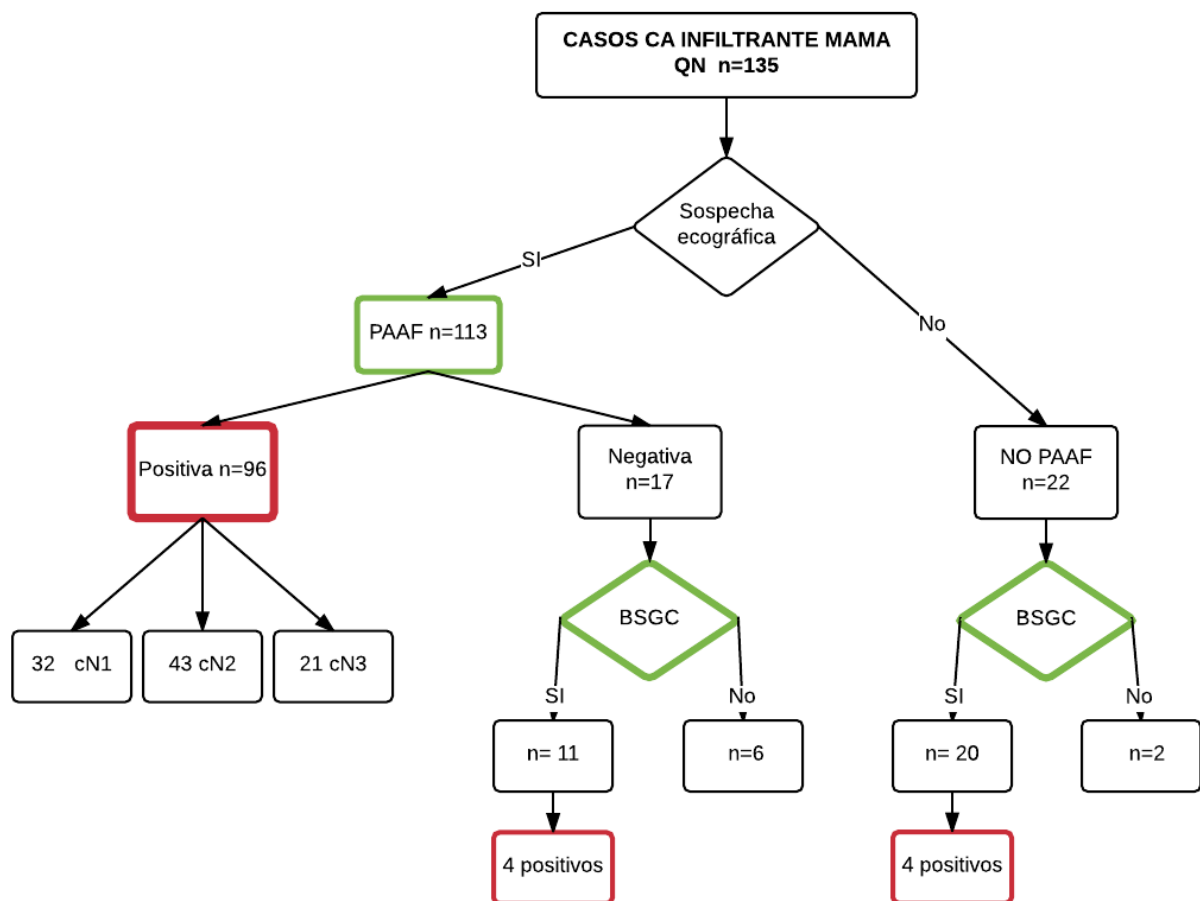 CASOS CA INFILTRANTE MAMA
QN n=135
Sospecha
ecográfica
SI
No
PAAF n=113
Positiva n=96
Negativa
n=17
NO PAAF
n=22
32 cN1
43 cN2
21 cN3
BSGC
BSGC
SI
No
SI
No
n= 11
n=6
n= 20
n=2
4 positivos
4 positivos